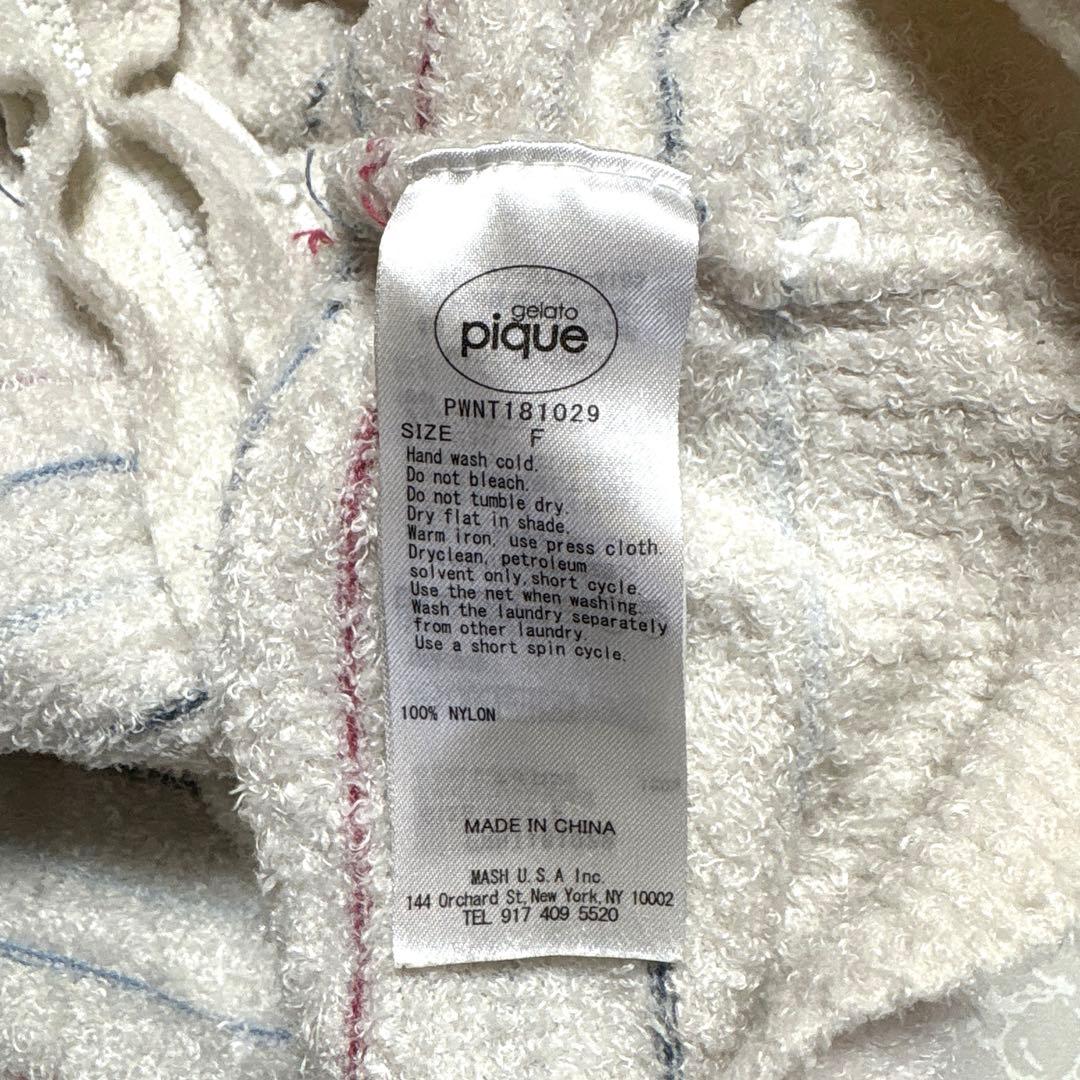 gelato
pique
PWNT181029
SIZE F
Hand wash cold.
Do not bleach.
Do not tumble dry.
Dry flat in shade.
Warm iron, use press cloth.
Dryclean, petroleum
solvent only, short cycle.
Use the net when washing.
Wash the laundry separately
from other laundry.
Use a short spin cycle.
100% NYLON
MADE IN CHINA
MASH U.S.A Inc.
144 Orchard St, New York, NY 10002
TEL 917 409 5520